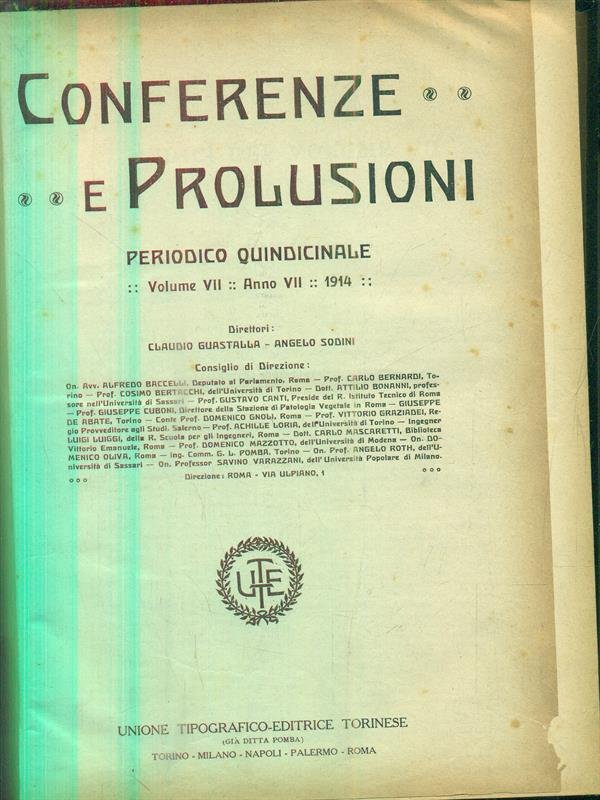 CONFERENZE
E PROLUSIONI
PERIODICO QUINDICINALE
:: Volume VII :: Anno VII :: 1914 ::
Direttori:
CLAUDIO GUASTALLA - ANGELO SODINI
Consiglio di Direzione:
On. Avv. ALFREDO BACCELLI, Deputato al Parlamento, Roma — Prof. CARLO BERNARDI, To-
rino — Prof. COSIMO BERTACCHI, dell'Università di Torino — Dott. ATTILIO BONANNI, profes-
sore nell'Università di Sassari — Prof. GUSTAVO CANTI, Preside del R. Istituto Tecnico di Roma
— Prof. GIUSEPPE CUBONI, Direttore della Stazione di Patologia Vegetale in Roma — GIUSEPPE
DE ABATE, Torino — Conte Prof. DOMENICO GNOLI, Roma — Prof. VITTORIO GRAZIADEI, Re-
gio Provveditore agli Studi. Salerno — Prof. ACHILLE LORIA, dell'Università di Torino — Ingegner
LUIGI LUIGGI, della R. Scuola per gli Ingegneri, Roma — Dott. CARLO MASCARETTI, Biblioteca
Vittorio Emanuele, Roma — Prof. DOMENICO MAZZOTTO, dell'Università di Modena — On. DO-
MENICO OLIVA, Roma — ing. Comm. G. L. POMBA, Torino — On. Prof. ANGELO ROTH, dell'U-
niversità di Sassari — On. Professor SAVINO VARAZZANI, dell'Università Popolare di Milano.
Direzione: ROMA - VIA ULPIANO, 1
UTET
UNIONE TIPOGRAFICO-EDITRICE TORINESE
(GIÀ DITTA POMBA)
TORINO - MILANO - NAPOLI - PALERMO - ROMA